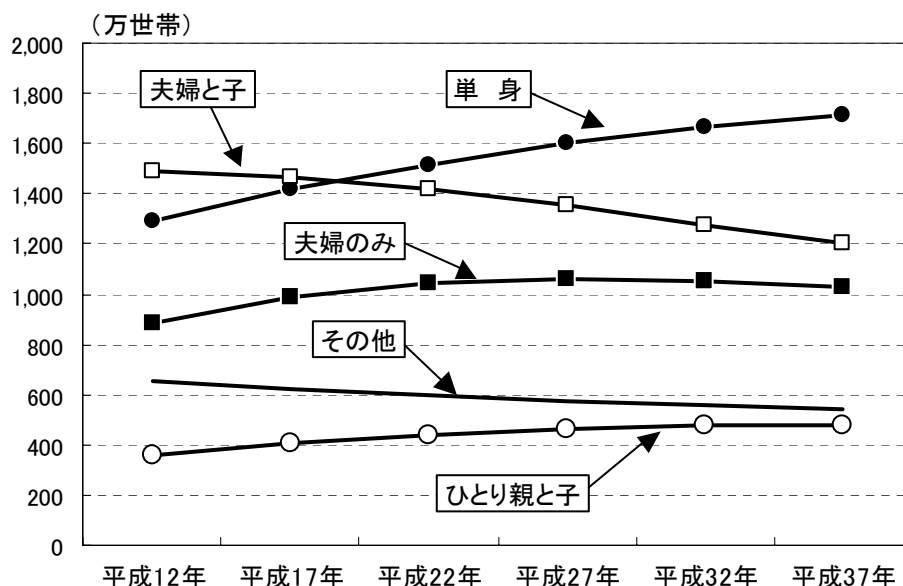 （万世帯）
2,000
1,800
1,600
1,400
1,200
1,000
800
600
400
200
0
夫婦と子
単　身
夫婦のみ
その他
ひとり親と子
平成12年 平成17年 平成22年 平成27年 平成32年 平成37年